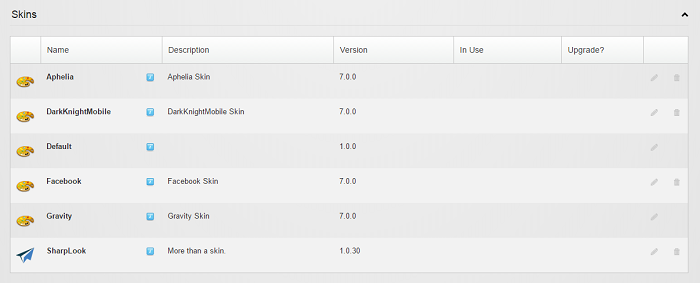 Skins
Name Description Version In Use Upgrade?
Aphelia Aphelia Skin 7.0.0
DarkKnightMobile DarkKnightMobile Skin 7.0.0
Default 1.0.0
Facebook Facebook Skin 7.0.0
Gravity Gravity Skin 7.0.0
SharpLook More than a skin. 1.0.30